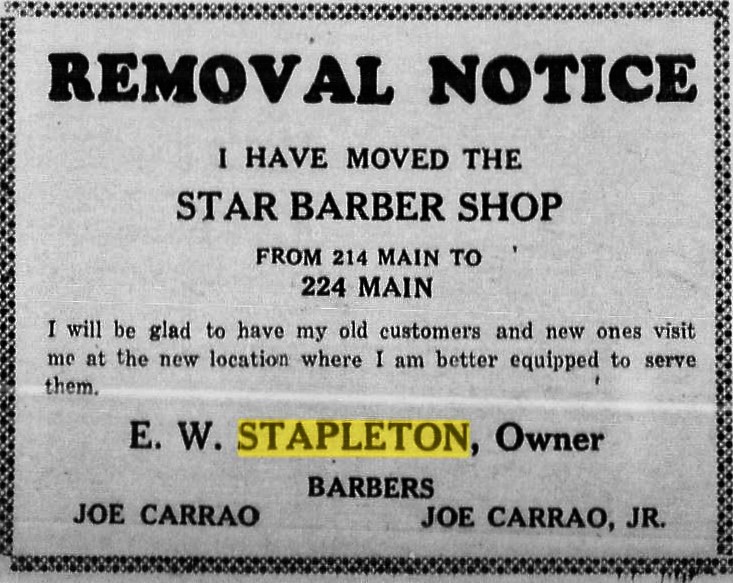 REMOVAL NOTICE
I HAVE MOVED THE
STAR BARBER SHOP
FROM 214 MAIN TO
224 MAIN
I will be glad to have my old customers and new ones visit
me at the new location where I am better equipped to serve
them.
E. W. STAPLETON, Owner
BARBERS
JOE CARRAO JOE CARRAO, JR.